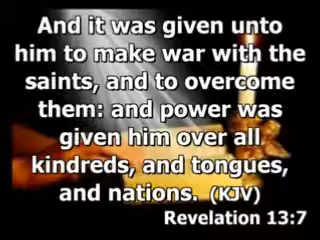 And it was given unto
him to make war with the
saints, and to overcome
them: and power was
given him over all
kindreds, and tongues,
and nations. (KJV)
Revelation 13:7